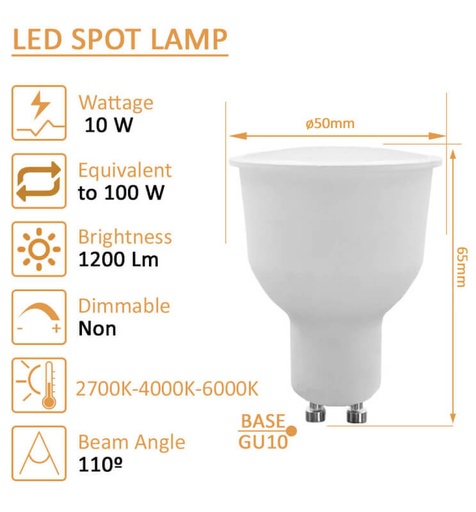 LED SPOT LAMP
Wattage
10 W
Equivalent
to 100 W
Brightness
1200 Lm
Dimmable
- +
Non
2700K-4000K-6000K
Beam Angle
110º
ø50mm
65mm
BASE
GU10